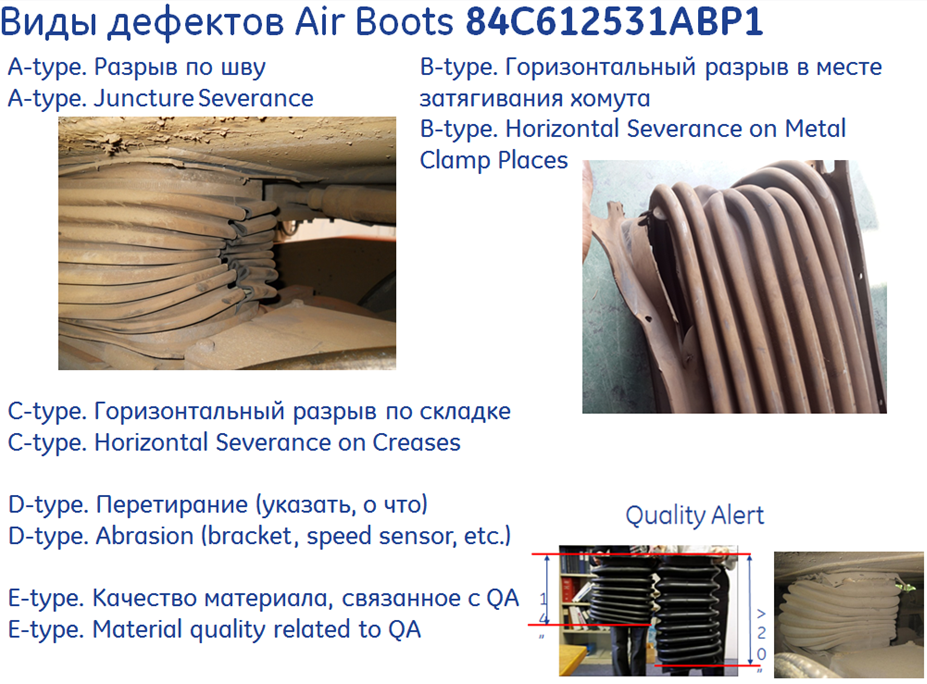 Виды дефектов Air Boots 84C612531ABP1
A-type. Разрыв по шву
A-type. Juncture Severance
B-type. Горизонтальный разрыв в месте
затягивания хомута
B-type. Horizontal Severance on Metal
Clamp Places
C-type. Горизонтальный разрыв по складке
C-type. Horizontal Severance on Creases
D-type. Перетирание (указать, о что)
D-type. Abrasion (bracket, speed sensor, etc.)
E-type. Качество материала, связанное с QA
E-type. Material quality related to QA
Quality Alert
14"
>20"